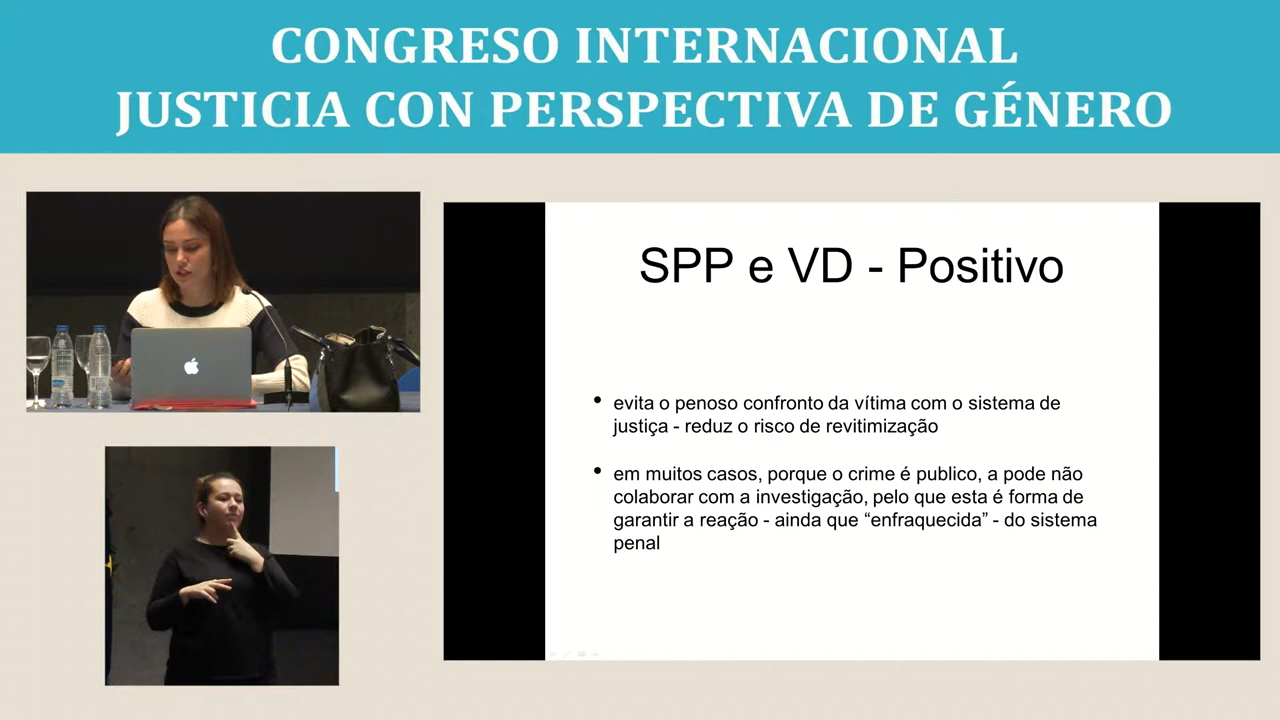 CONGRESO INTERNACIONAL
JUSTICIA CON PERSPECTIVA DE GÉNERO
SPP e VD - Positivo
• evita o penoso confronto da vítima com o sistema de
justiça - reduz o risco de revitimização
• em muitos casos, porque o crime é publico, a pode não
colaborar com a investigação, pelo que esta é forma de
garantir a reação - ainda que “enfraquecida” - do sistema
penal